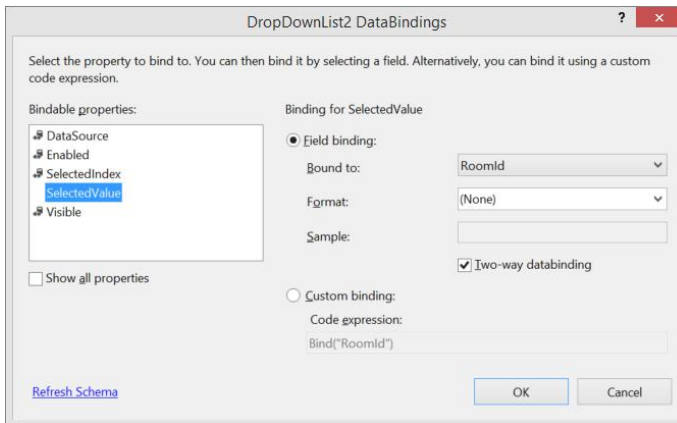 DropDownList2 DataBindings
?
×
Select the property to bind to. You can then bind it by selecting a field. Alternatively, you can bind it using a custom
code expression.
Bindable properties:
DataSource
Enabled
SelectedIndex
SelectedValue
Visible
Show all properties
Binding for SelectedValue
Field binding:
Bound to:
RoomId
Format:
(None)
Sample:
Two-way databinding
Custom binding:
Code expression:
Bind("RoomId")
Refresh Schema
OK
Cancel